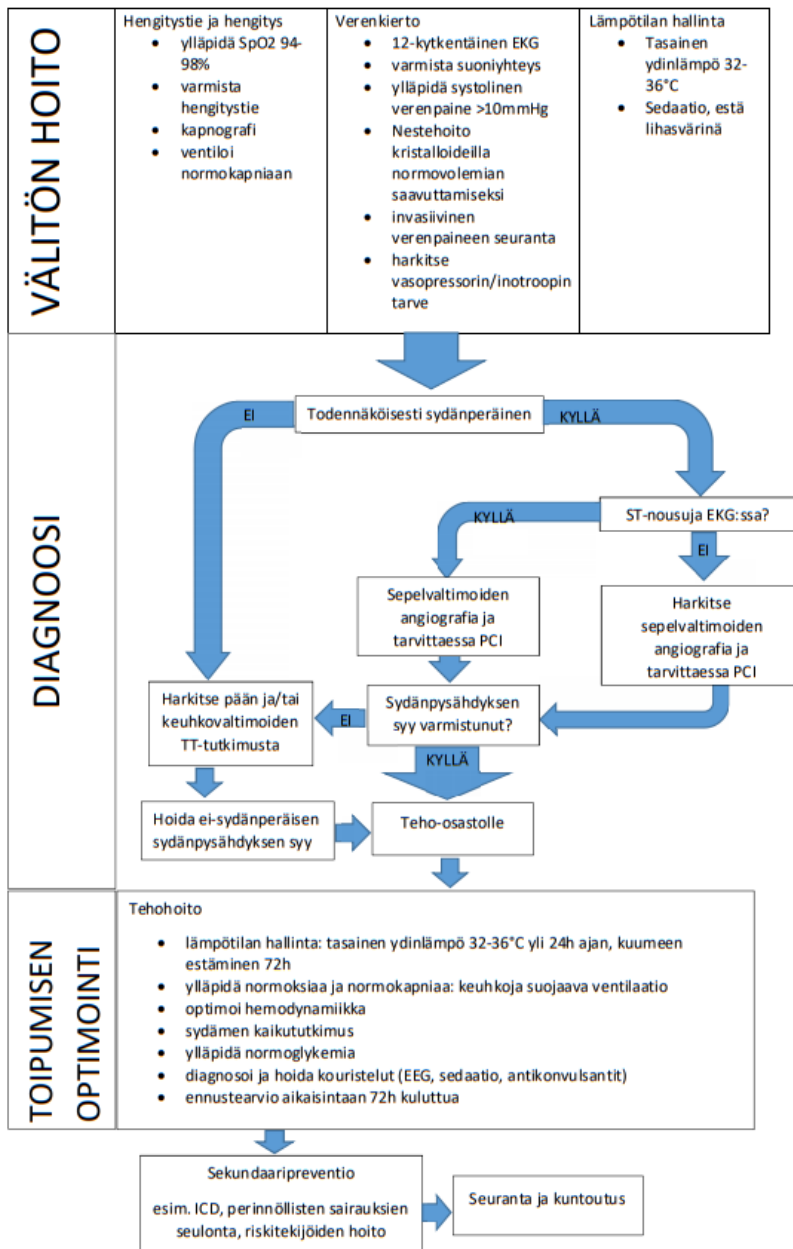 VÄLITÖN HOITO
Hengitystie ja hengitys
ylläpidä SpO2 94-
98%
varmista
hengitystie
kapnografi
ventiloi
normokapniaan
Verenkierto
12-kytkentäinen EKG
varmista suoniyhteys
ylläpidä systolinen
verenpaine >10mmHg
Nestehoito
kristalloideilla
normovolemian
saavuttamiseksi
invasiivinen
verenpaineen seuranta
harkitse
vasopressorin/inotroopin
tarve
Lämpötilan hallinta
Tasainen
ydinlämpö 32-
36°C
Sedaatio, estä
lihasvärinä
DIAGNOOSI
EI
Todennäköisesti sydänperäinen
KYLLÄ
ST-nousuja EKG:ssa?
KYLLÄ
EI
Sepelvaltimoiden
angiografia ja
tarvittaessa PCI
Harkitse
sepelvaltimoiden
angiografia ja
tarvittaessa PCI
Harkitse pään ja/tai
keuhkovaltimoiden
TT-tutkimusta
EI
Sydänpysähdyksen
syy varmistunut?
KYLLÄ
Hoida ei-sydänperäisen
sydänpysähdyksen syy
Teho-osastolle
TOIPUMISEN
OPTIMOINTI
Tehohoito
lämpötilan hallinta: tasainen ydinlämpö 32-36°C yli 24h ajan, kuumeen
estäminen 72h
ylläpidä normoksiaa ja normokapniaa: keuhkoja suojaava ventilaatio
optimoi hemodynamiikka
sydämen kaikututkimus
ylläpidä normoglykemia
diagnosoi ja hoida kouristelut (EEG, sedaatio, antikonvulsantit)
ennustearvio aikaisintaan 72h kuluttua
Sekundaaripreventio
esim. ICD, perinnöllisten sairauksien
seulonta, riskitekijöiden hoito
Seuranta ja kuntoutus